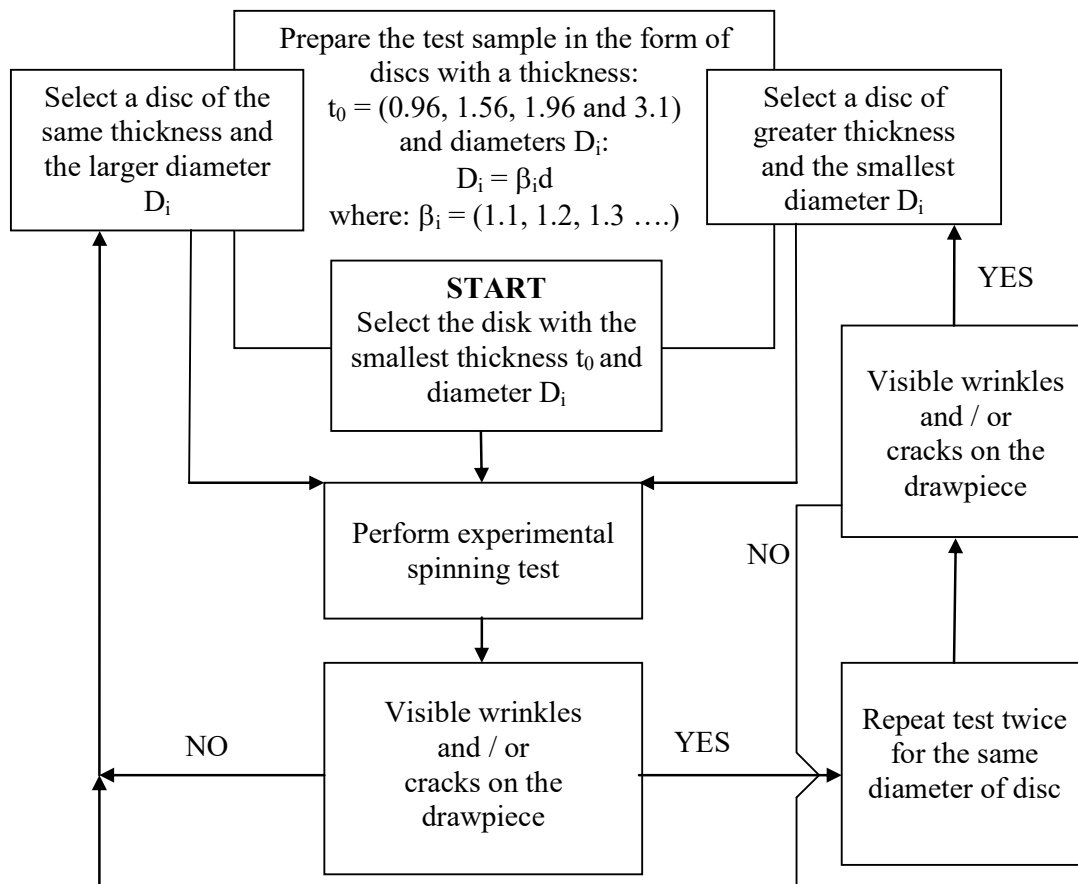 Prepare the test sample in the form of
discs with a thickness:
t₀ = (0.96, 1.56, 1.96 and 3.1)
and diameters Dᵢ:
Dᵢ = βᵢd
where: βᵢ = (1.1, 1.2, 1.3 ….)
Select a disc of the
same thickness and
the larger diameter
Dᵢ
Select a disc of
greater thickness
and the smallest
diameter Dᵢ
START
Select the disk with the
smallest thickness t₀ and
diameter Dᵢ
YES
Visible wrinkles
and / or
cracks on the
drawpiece
Perform experimental
spinning test
NO
Visible wrinkles
and / or
cracks on the
drawpiece
NO
YES
Repeat test twice
for the same
diameter of disc